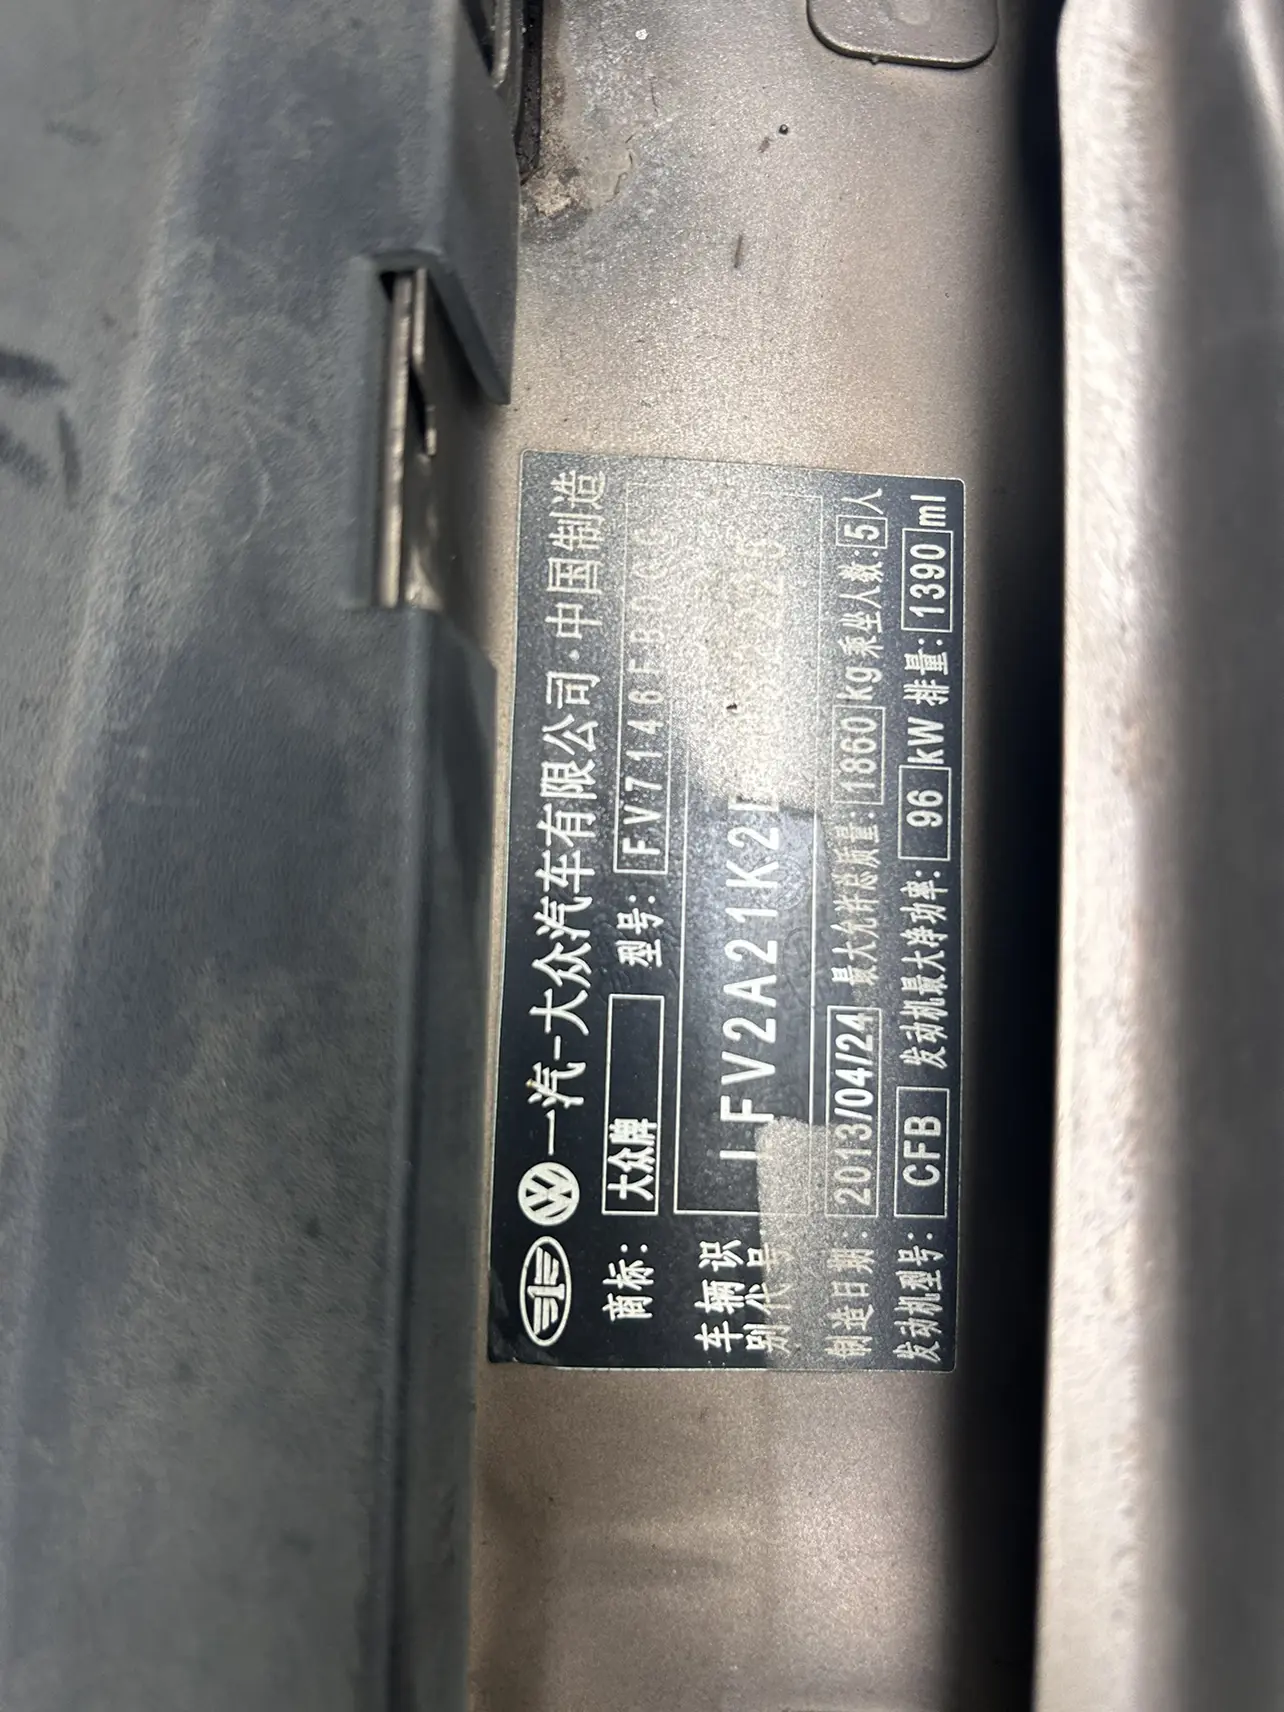 一汽-大众汽车有限公司·中国制造
商标: 大众牌 型号: FV7146
车辆识别代号 LFV2A21K2
制造日期: 2013/04/24 最大允许总质量: 1860 kg 乘坐人数: 5 人
发动机型号: CFB 发动机最大净功率: 96 kW 排量: 1390 ml